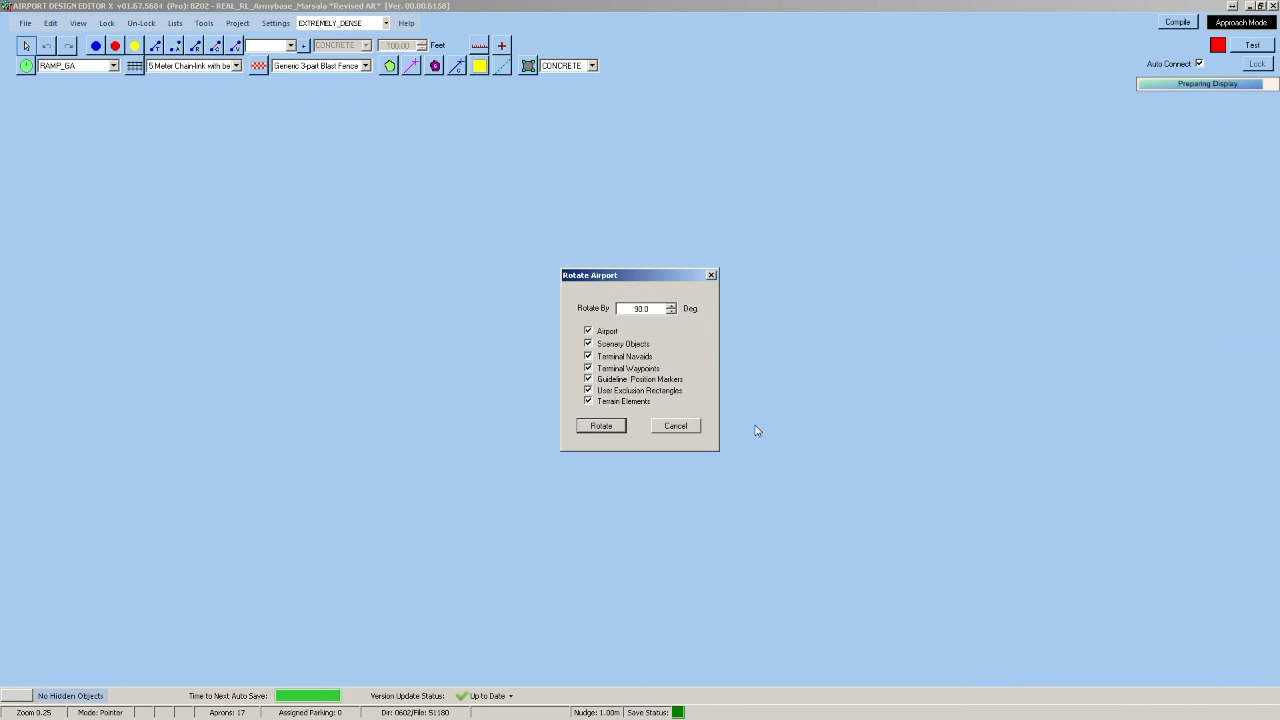 AIRPORT DESIGN EDITOR X v01.67.5684 (Pro): BZ02 - REAL_RL_Armybase_Marsala *Revised Alt* [Ver. 00.00.6158]
File Edit View Lock Un-Lock Lists Tools Project Settings EXTREMELY_DENSE Help
Compile Approach Mode
CONCRETE 100.00 Feet
Test
RAMP_GA 5 Meter Chain-link with be Generic 3-part Blast Fence CONCRETE
Auto Connect Lock
Preparing Display
Rotate Airport
Rotate By 90.0 Deg.
Airport
Scenery Objects
Terminal Navaids
Terminal Waypoints
Guideline Position Markers
User Exclusion Rectangles
Terrain Elements
Rotate Cancel
No Hidden Objects Time to Next Auto Save: Version Update Status: Up to Date
Zoom 0.25 Mode: Pointer Aprons: 17 Assigned Parking: 0 Dir: 0602/File: 51180 Nudge: 1.00m Save Status: